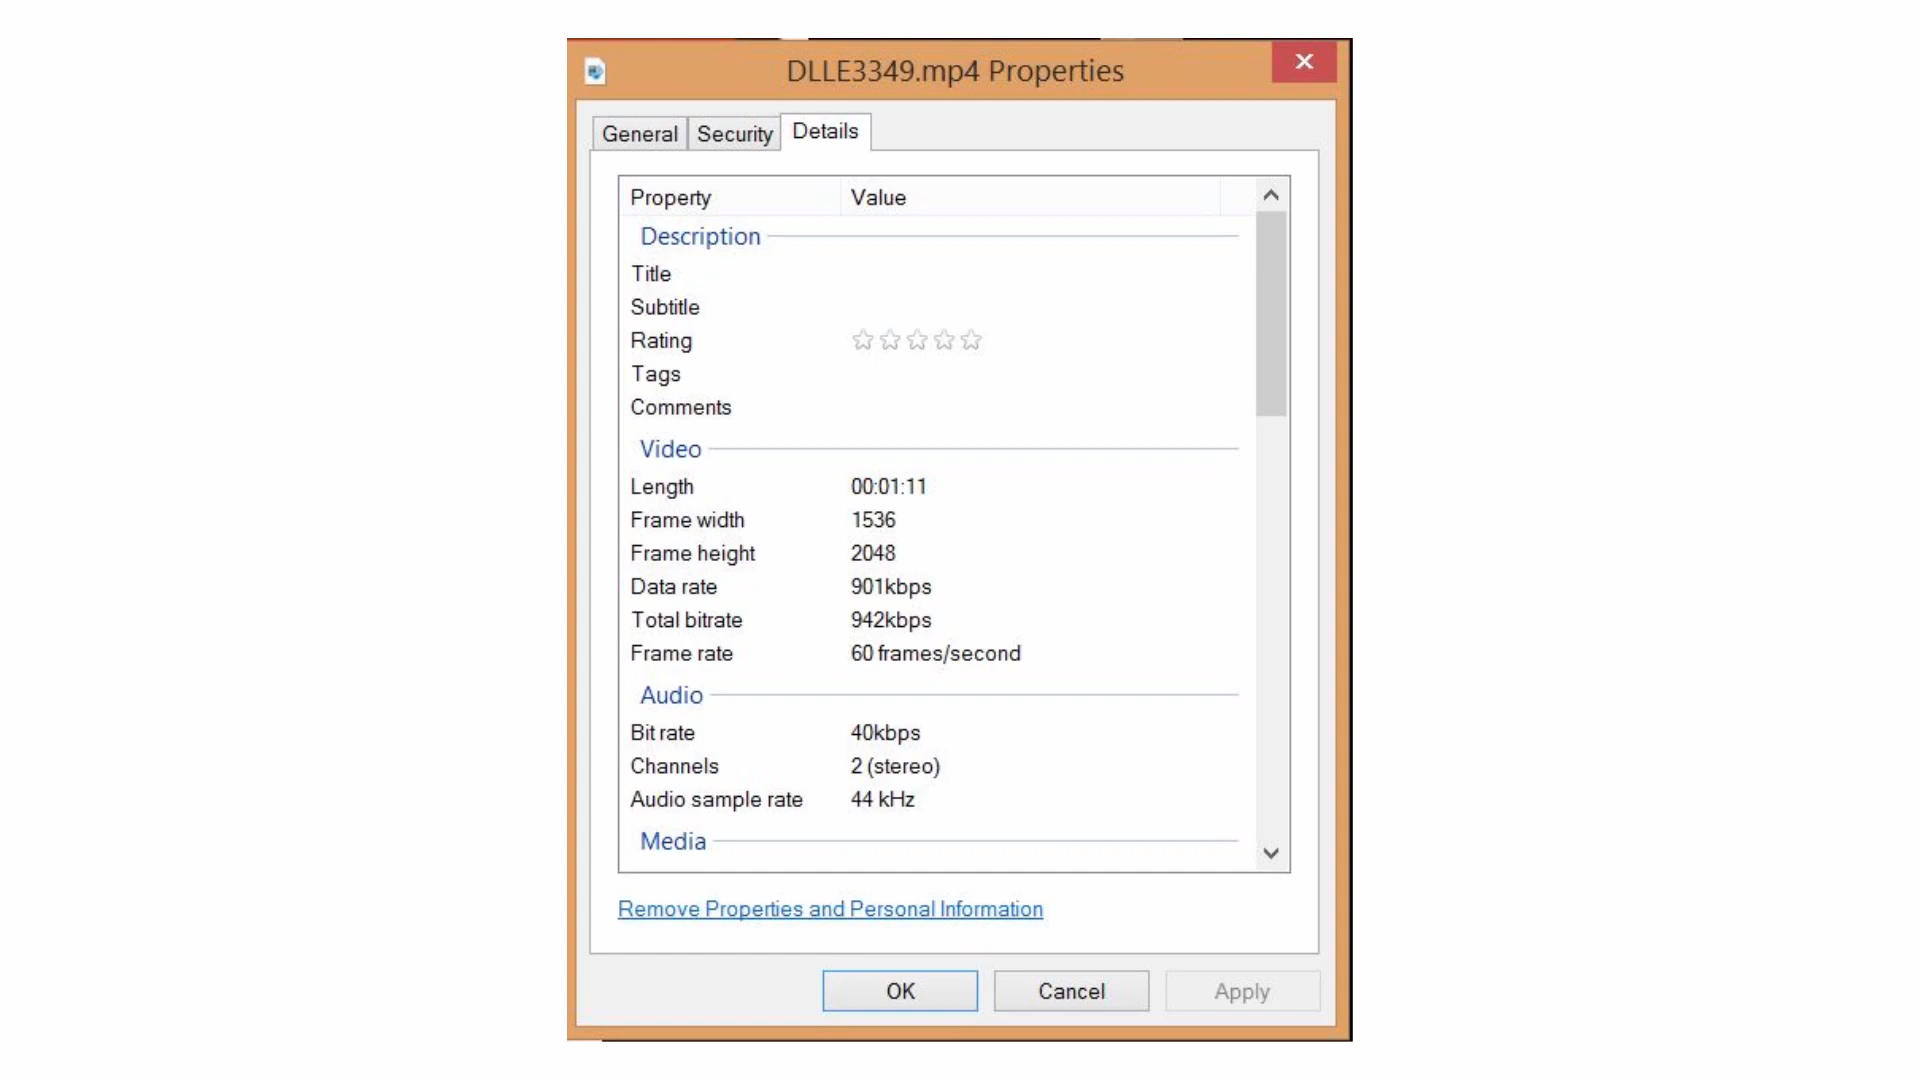 DLLE3349.mp4 Properties
General Security Details
Property Value
Description
Title
Subtitle
Rating
Tags
Comments
Video
Length 00:01:11
Frame width 1536
Frame height 2048
Data rate 901kbps
Total bitrate 942kbps
Frame rate 60 frames/second
Audio
Bit rate 40kbps
Channels 2 (stereo)
Audio sample rate 44 kHz
Media
Remove Properties and Personal Information
OK Cancel Apply